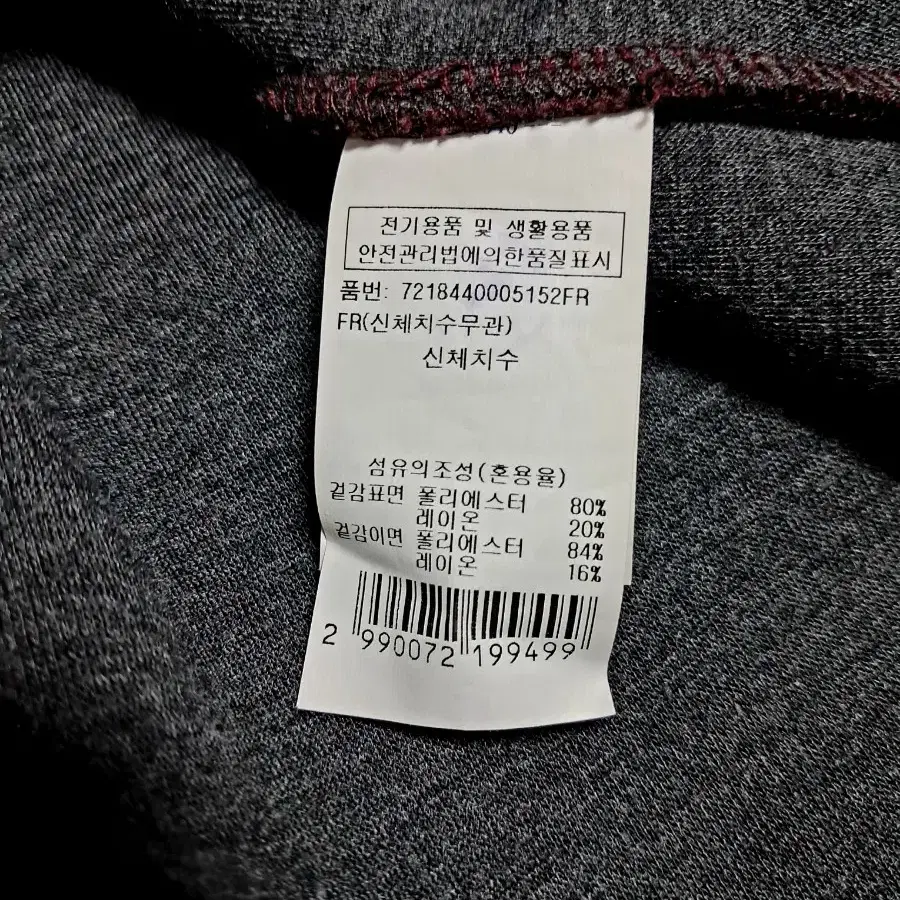 전기용품 및 생활용품
안전관리법에의한품질표시
품번: 7218440005152FR
FR(신체치수무관)
신체치수
섬유의조성(혼용율)
겉감표면 폴리에스터 80%
레이온 20%
겉감이면 폴리에스터 84%
레이온 16%
2 990072 199499